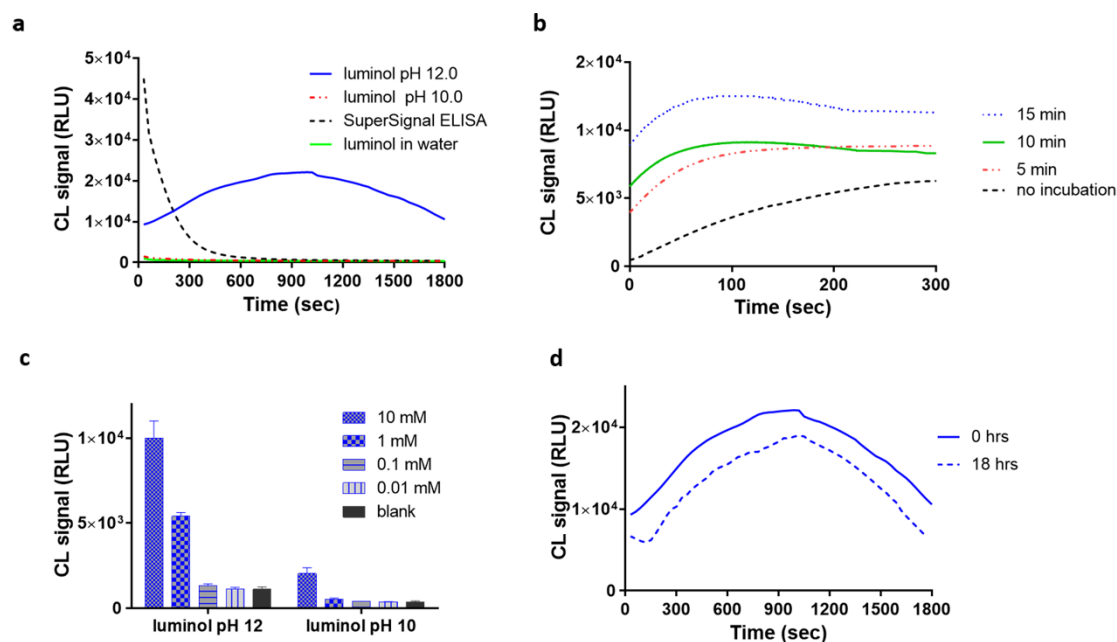 a
5×10⁴
4×10⁴
3×10⁴
2×10⁴
1×10⁴
0
CL signal (RLU)
0 300 600 900 1200 1500 1800
Time (sec)
luminol pH 12.0
luminol pH 10.0
SuperSignal ELISA
luminol in water
b
2×10⁴
1×10⁴
5×10³
0
CL signal (RLU)
0 100 200 300
Time (sec)
15 min
10 min
5 min
no incubation
c
1×10⁴
5×10³
0
CL signal (RLU)
luminol pH 12 luminol pH 10
10 mM
1 mM
0.1 mM
0.01 mM
blank
d
2×10⁴
1×10⁴
0
CL signal (RLU)
0 300 600 900 1200 1500 1800
Time (sec)
0 hrs
18 hrs